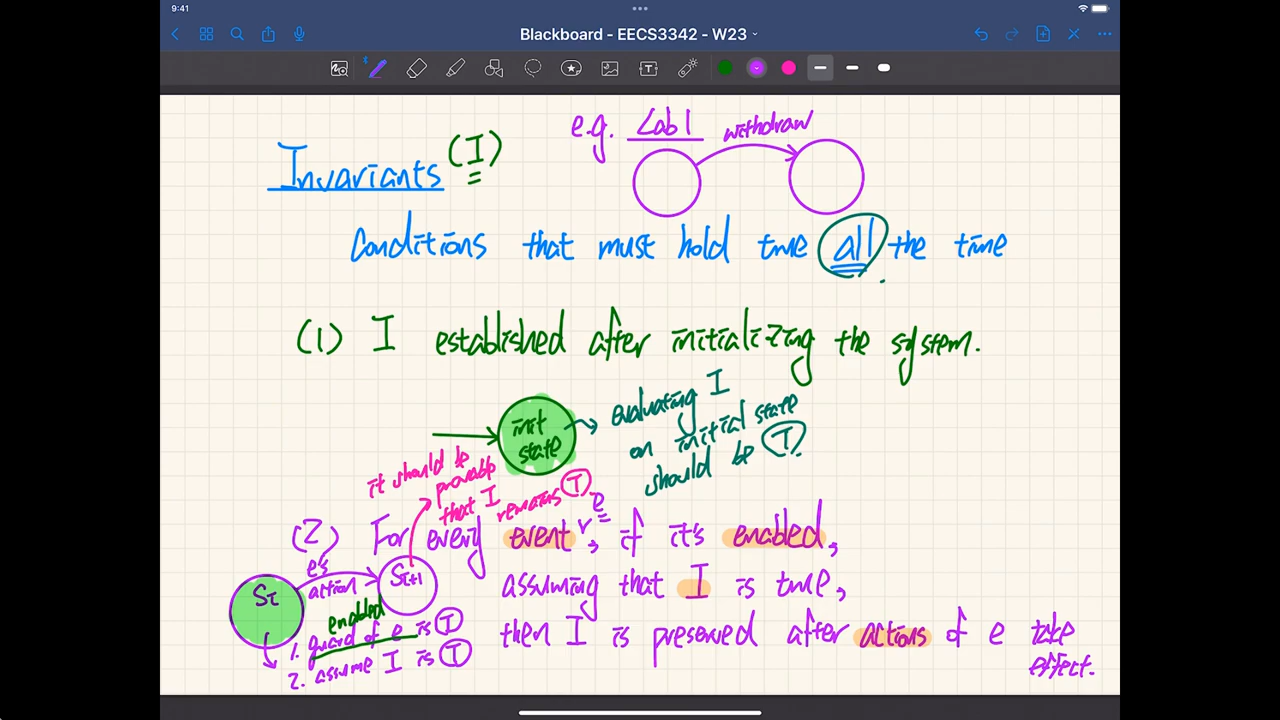 9:41
Blackboard - EECS3342 - W23
Invariants (I)
e.g. Lab1
withdraw
Conditions that must hold true all the time
(1) I established after initializing the system.
init
state
evaluating I
on initial state
should be T.
it should be
provable
that I remains T
(2) For every event e, if it's enabled,
assuming that I is true,
then I is preserved after actions of e take
effect.
Si
e's
action
Si+1
enabled
1. guard of e is T
2. assume I is T